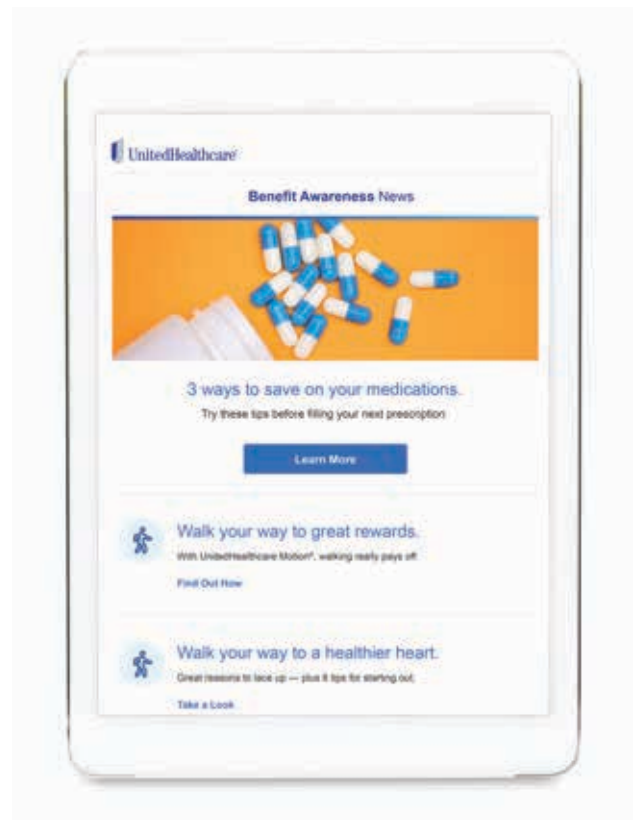 UnitedHealthcare®
Benefit Awareness News
3 ways to save on your medications.
Try these tips before filling your next prescription
Learn More
Walk your way to great rewards.
With UnitedHealthcare Motion®, walking really pays off.
Find Out How
Walk your way to a healthier heart.
Great reasons to lace up — plus 8 tips for starting out.
Take a Look